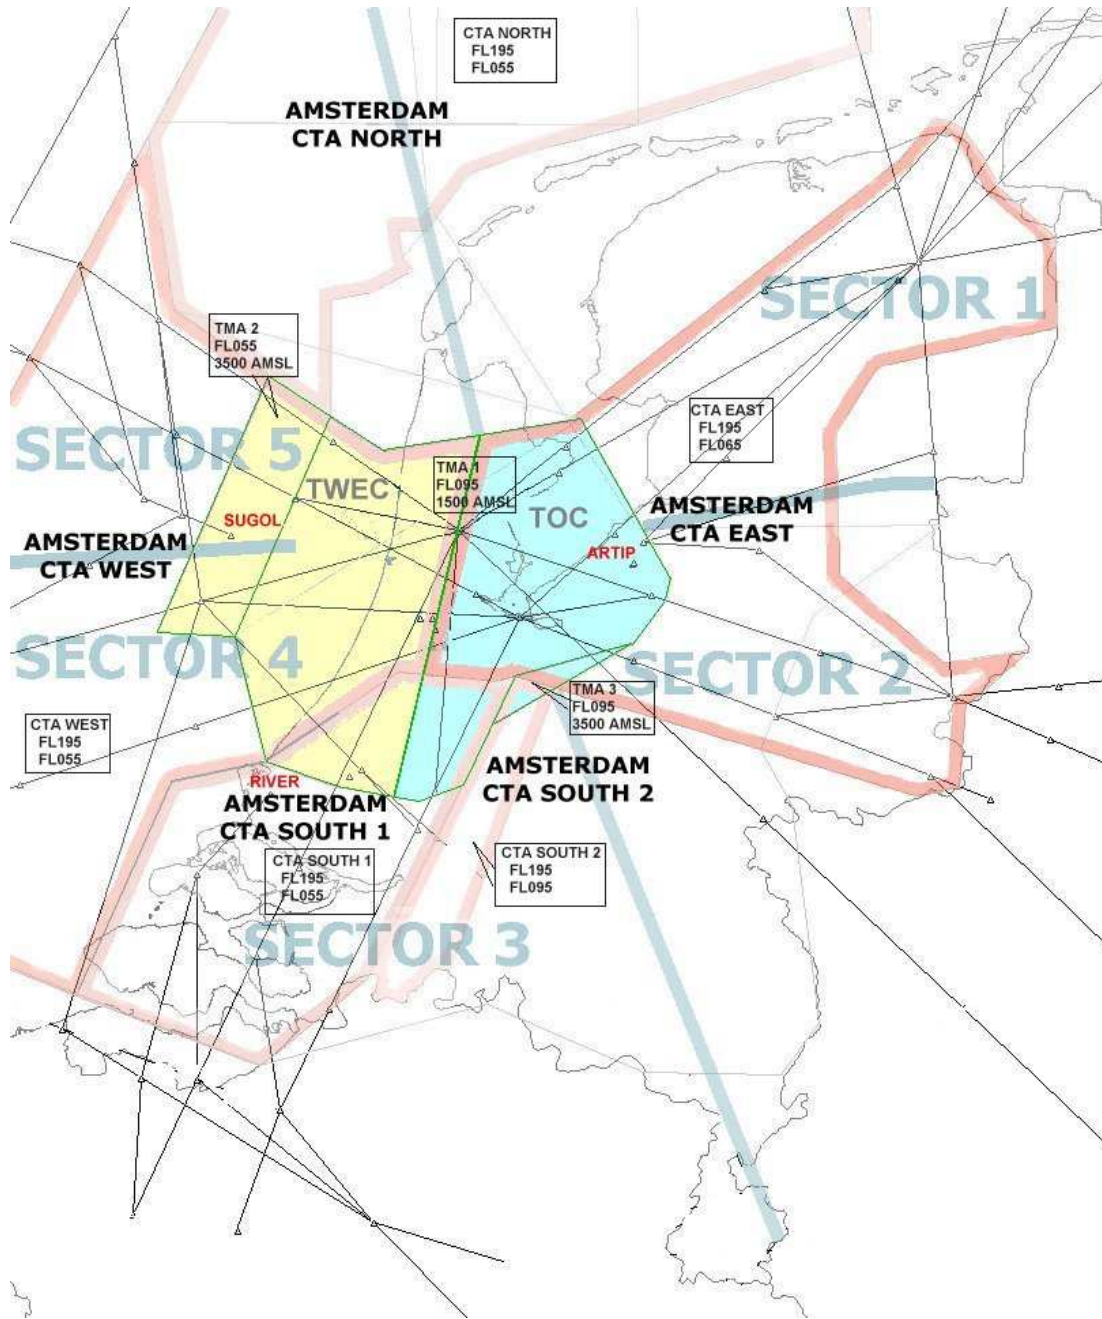 CTA NORTH
FL195
FL055
AMSTERDAM
CTA NORTH
SECTOR 1
TMA 2
FL055
3500 AMSL
CTA EAST
FL195
FL065
SECTOR 5
TMA 1
FL095
1500 AMSL
TWEC
TOC
SUGOL
AMSTERDAM
CTA EAST
AMSTERDAM
CTA WEST
ARTIP
SECTOR 4
SECTOR 2
TMA 3
FL095
3500 AMSL
CTA WEST
FL195
FL055
RIVER
AMSTERDAM
CTA SOUTH 2
AMSTERDAM
CTA SOUTH 1
CTA SOUTH 1
FL195
FL055
CTA SOUTH 2
FL195
FL095
SECTOR 3